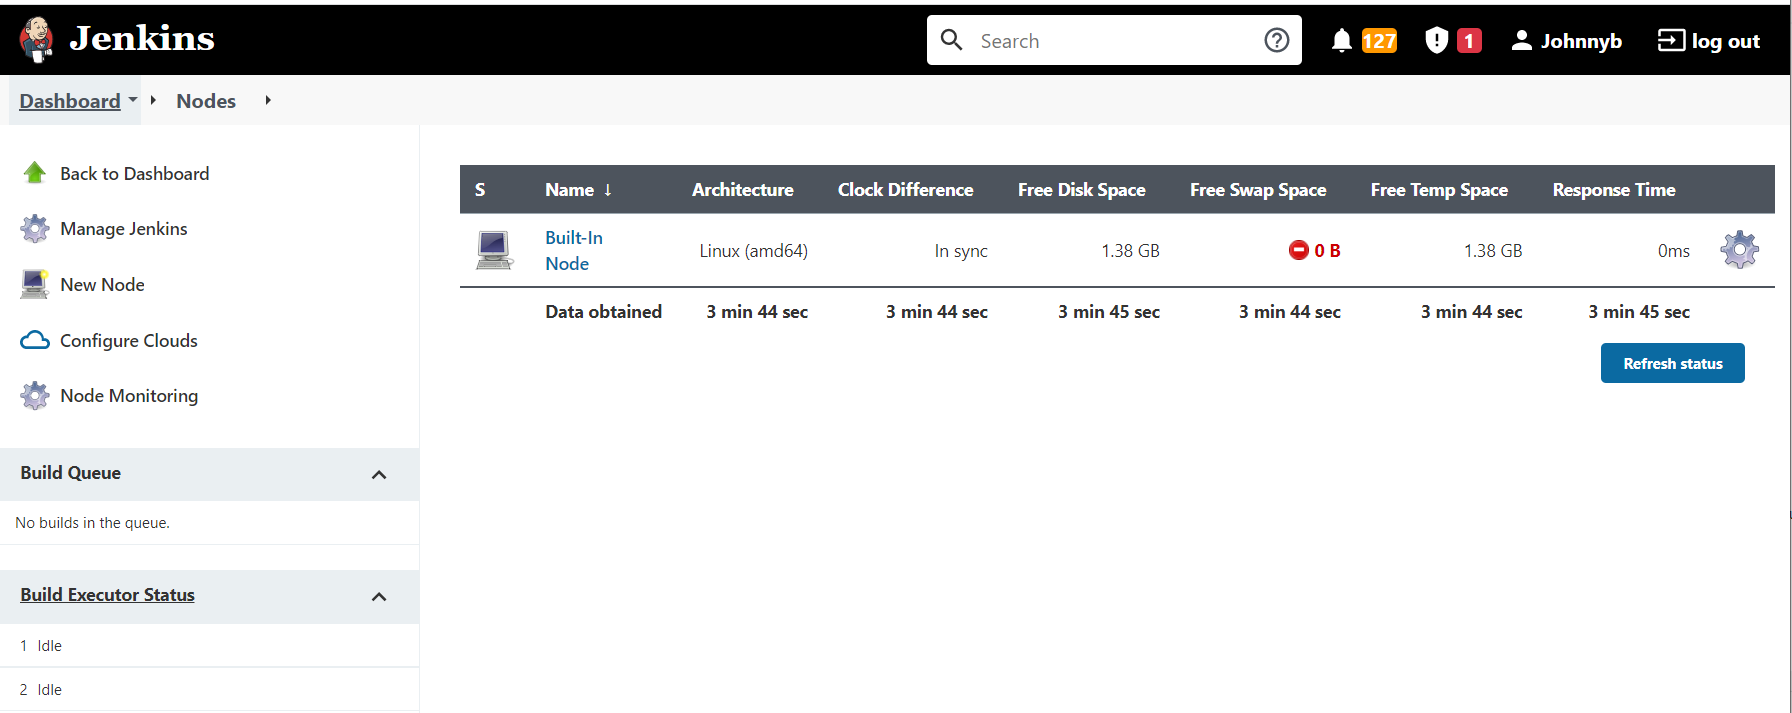 Jenkins
Search
127
1
Johnnyb
log out
Dashboard
Nodes
Back to Dashboard
Manage Jenkins
New Node
Configure Clouds
Node Monitoring
Build Queue
No builds in the queue.
Build Executor Status
1 Idle
2 Idle
S Name ↓ Architecture Clock Difference Free Disk Space Free Swap Space Free Temp Space Response Time
Built-In
Node
Linux (amd64) In sync 1.38 GB 0 B 1.38 GB 0ms
Data obtained 3 min 44 sec 3 min 44 sec 3 min 45 sec 3 min 44 sec 3 min 44 sec 3 min 45 sec
Refresh status